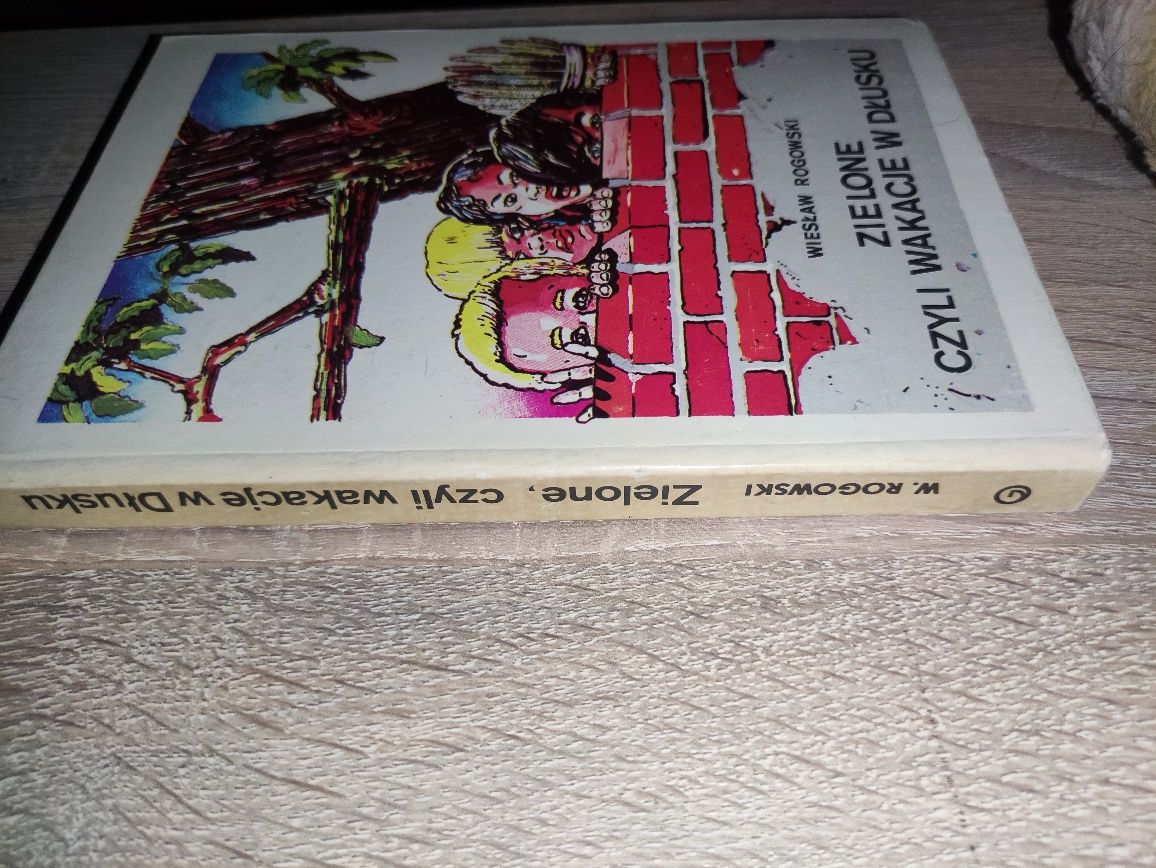 WIESŁAW ROGOWSKI
ZIELONE
CZYLI WAKACJE W DŁUSKU
W. ROGOWSKI Zielone, czyli wakacje w Dłusku